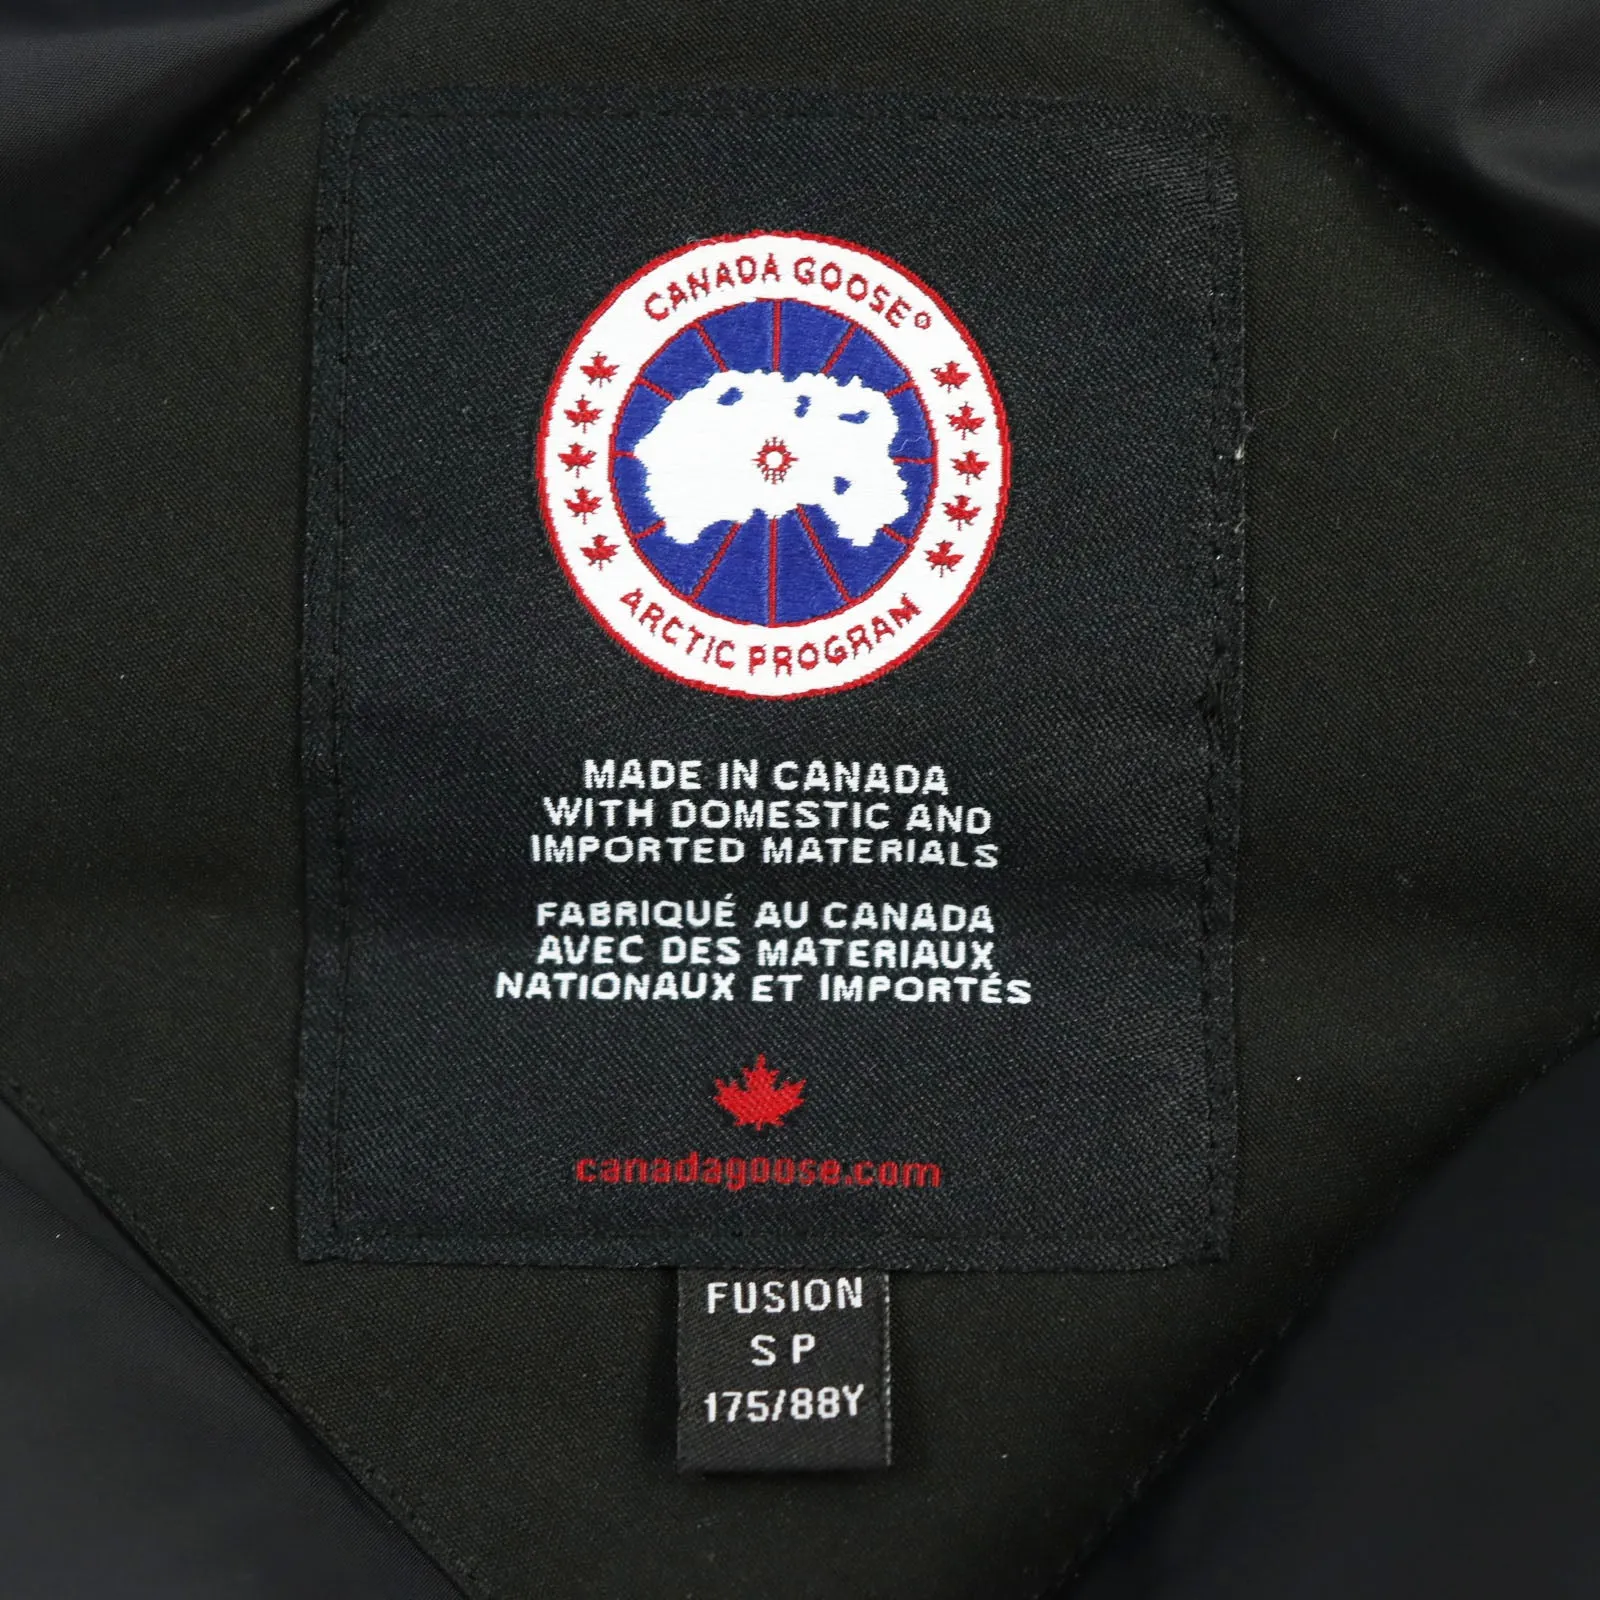 CANADA GOOSE®
ARCTIC PROGRAM
MADE IN CANADA
WITH DOMESTIC AND
IMPORTED MATERIALS
FABRIQUÉ AU CANADA
AVEC DES MATERIAUX
NATIONAUX ET IMPORTÉS
canadagoose.com
FUSION
S P
175/88Y